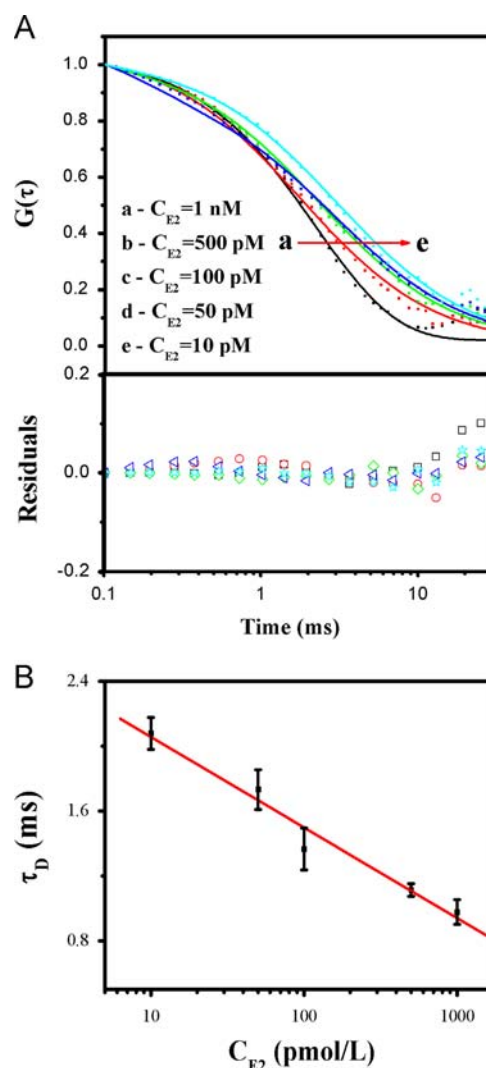 A
G(τ)
1.0
0.8
0.6
0.4
0.2
0.0
a - C_E2=1 nM
b - C_E2=500 pM
c - C_E2=100 pM
d - C_E2=50 pM
e - C_E2=10 pM
a e
Residuals
0.2
0.0
-0.2
0.1 1 10
Time (ms)
B
τ_D (ms)
2.4
1.6
0.8
10 100 1000
C_E2 (pmol/L)